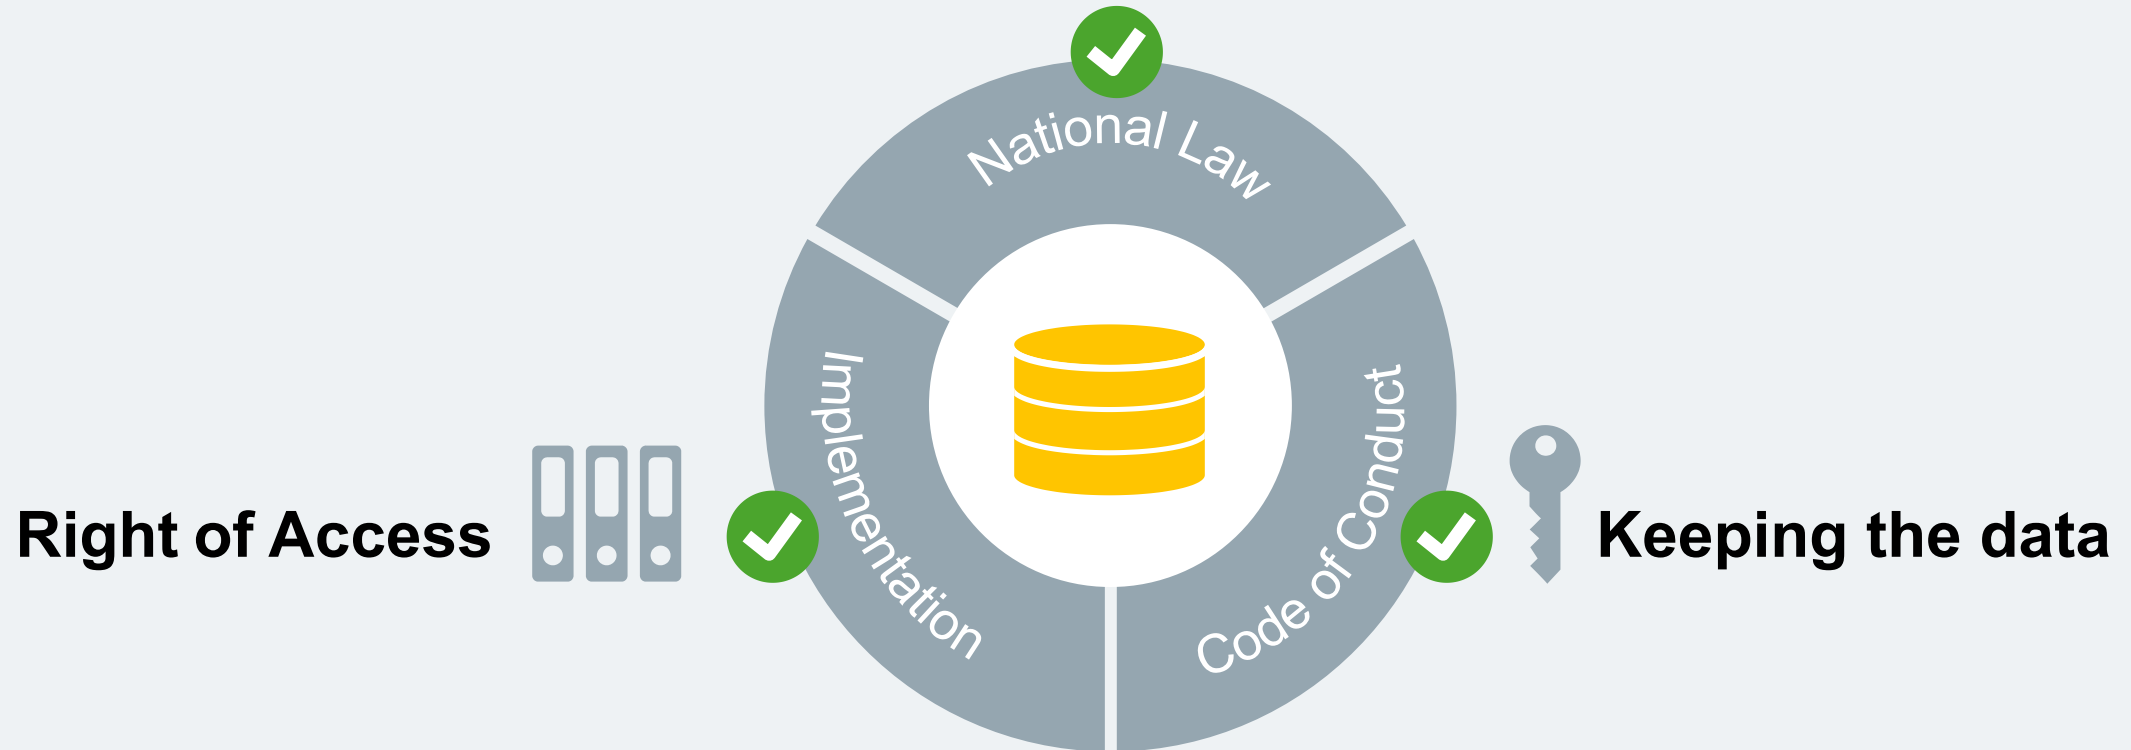 National Law
Implementation
Code of Conduct
Right of Access
Keeping the data